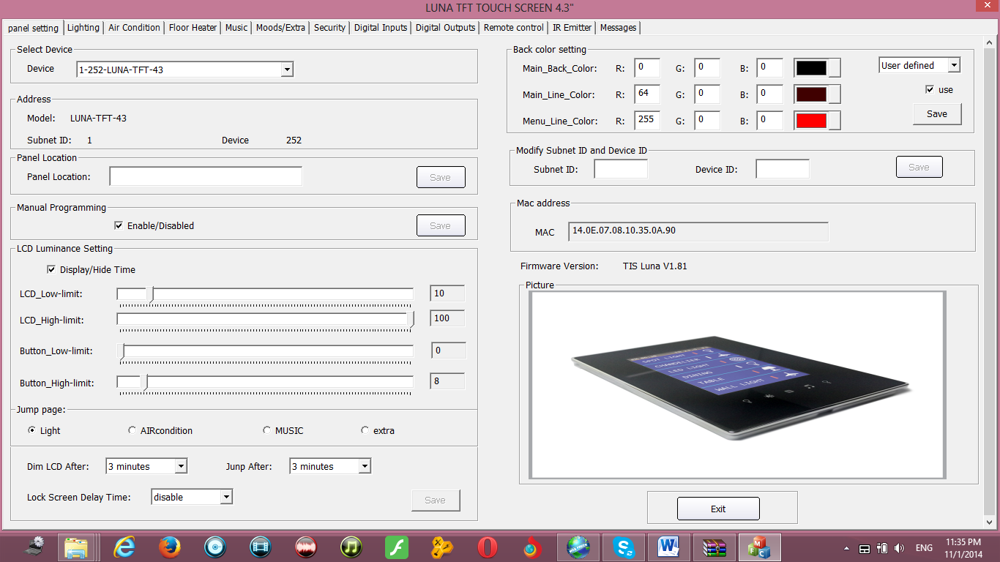 LUNA TFT TOUCH SCREEN 4.3"
panel setting Lighting Air Condition Floor Heater Music Moods/Extra Security Digital Inputs Digital Outputs Remote control IR Emitter Messages
Select Device
Device 1-252-LUNA-TFT-43
Address
Model: LUNA-TFT-43
Subnet ID: 1 Device 252
Panel Location
Panel Location: Save
Manual Programming
Enable/Disabled Save
LCD Luminance Setting
Display/Hide Time
LCD_Low-limit: 10
LCD_High-limit: 100
Button_Low-limit: 0
Button_High-limit: 8
Jump page:
Light AIRcondition MUSIC extra
Dim LCD After: 3 minutes Junp After: 3 minutes
Lock Screen Delay Time: disable Save
Back color setting
Main_Back_Color: R: 0 G: 0 B: 0 User defined
Main_Line_Color: R: 64 G: 0 B: 0 use
Menu_Line_Color: R: 255 G: 0 B: 0 Save
Modify Subnet ID and Device ID
Subnet ID: Device ID: Save
Mac address
MAC 14.0E.07.08.10.35.0A.90
Firmware Version: TIS Luna V1.81
Picture
SPOT LIGHT
CHANDELIER
LED LIGHT
DINING
TABLE
WALL LIGHT
Exit
ENG 11:35 PM
11/1/2014